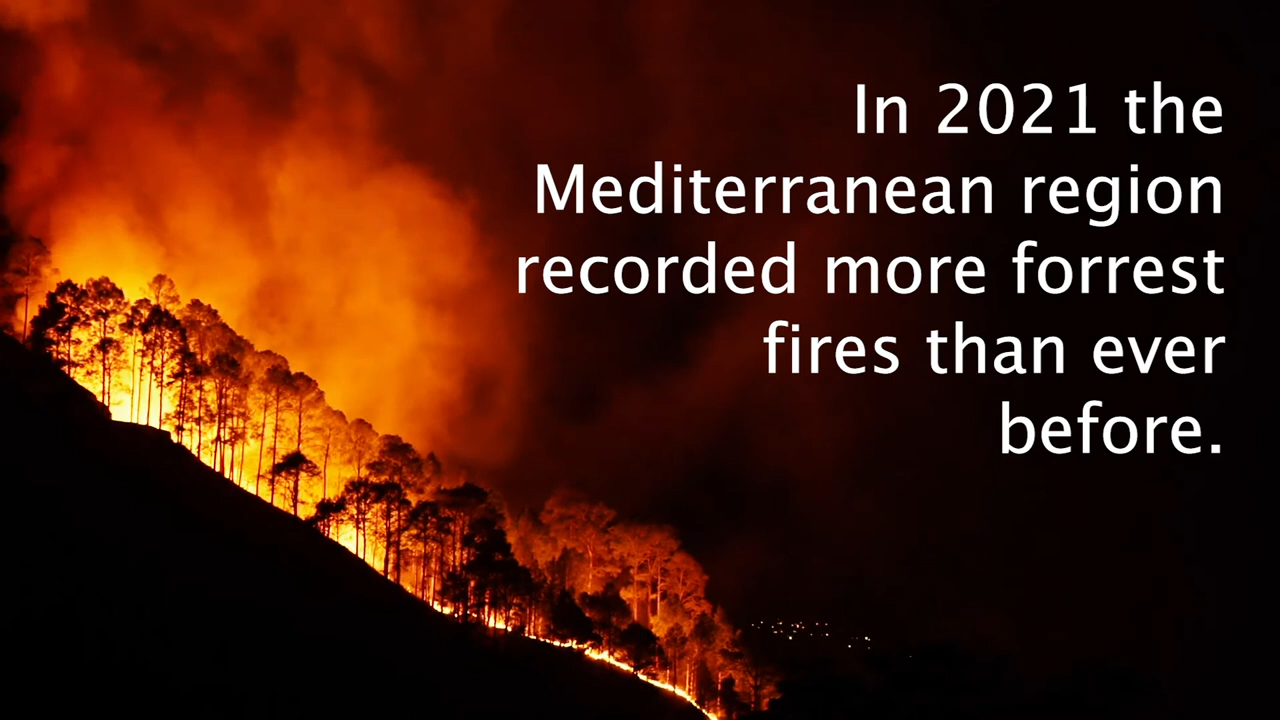 In 2021 the
Mediterranean region
recorded more forrest
fires than ever
before.